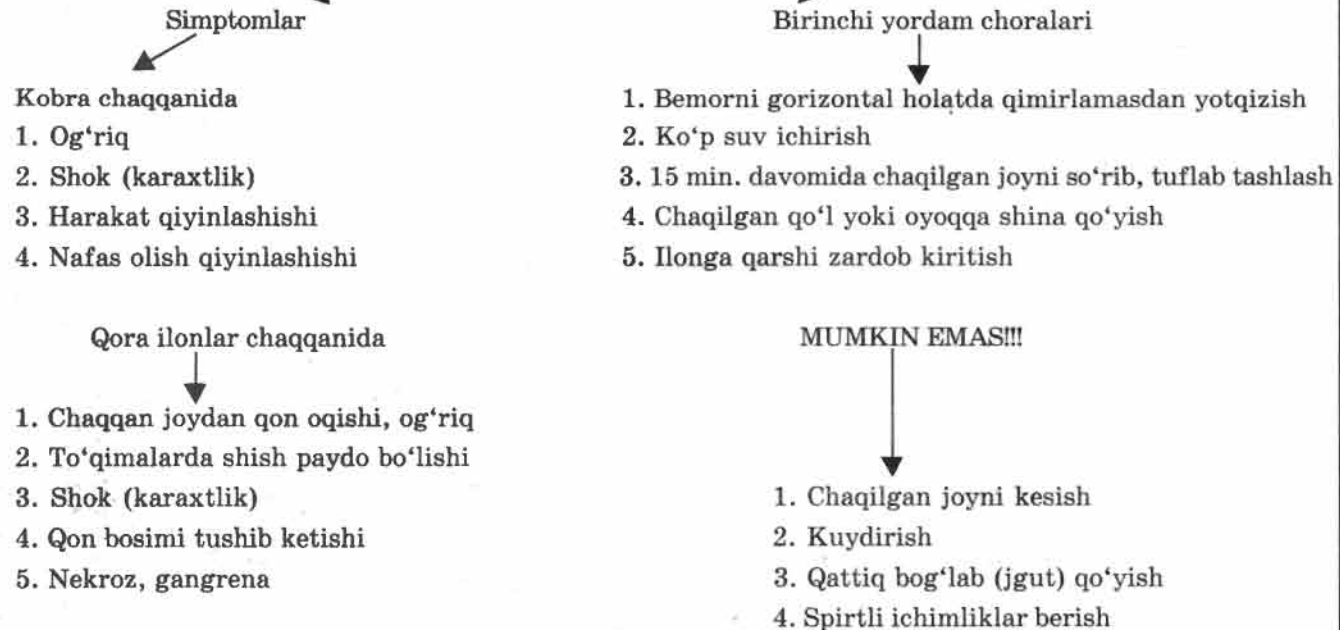 Simptomlar
Kobra chaqqanida
1. Og‘riq
2. Shok (karaxtlik)
3. Harakat qiyinlashishi
4. Nafas olish qiyinlashishi
Qora ilonlar chaqqanida
1. Chaqqan joydan qon oqishi, og‘riq
2. To‘qimalarda shish paydo bo‘lishi
3. Shok (karaxtlik)
4. Qon bosimi tushib ketishi
5. Nekroz, gangrena
Birinchi yordam choralari
1. Bemorni gorizontal holatda qimirlamasdan yotqizish
2. Ko‘p suv ichirish
3. 15 min. davomida chaqilgan joyni so‘rib, tuflab tashlash
4. Chaqilgan qo‘l yoki oyoqqa shina qo‘yish
5. Ilonga qarshi zardob kiritish
MUMKIN EMAS!!!
1. Chaqilgan joyni kesish
2. Kuydirish
3. Qattiq bog‘lab (jgut) qo‘yish
4. Spirtli ichimliklar berish